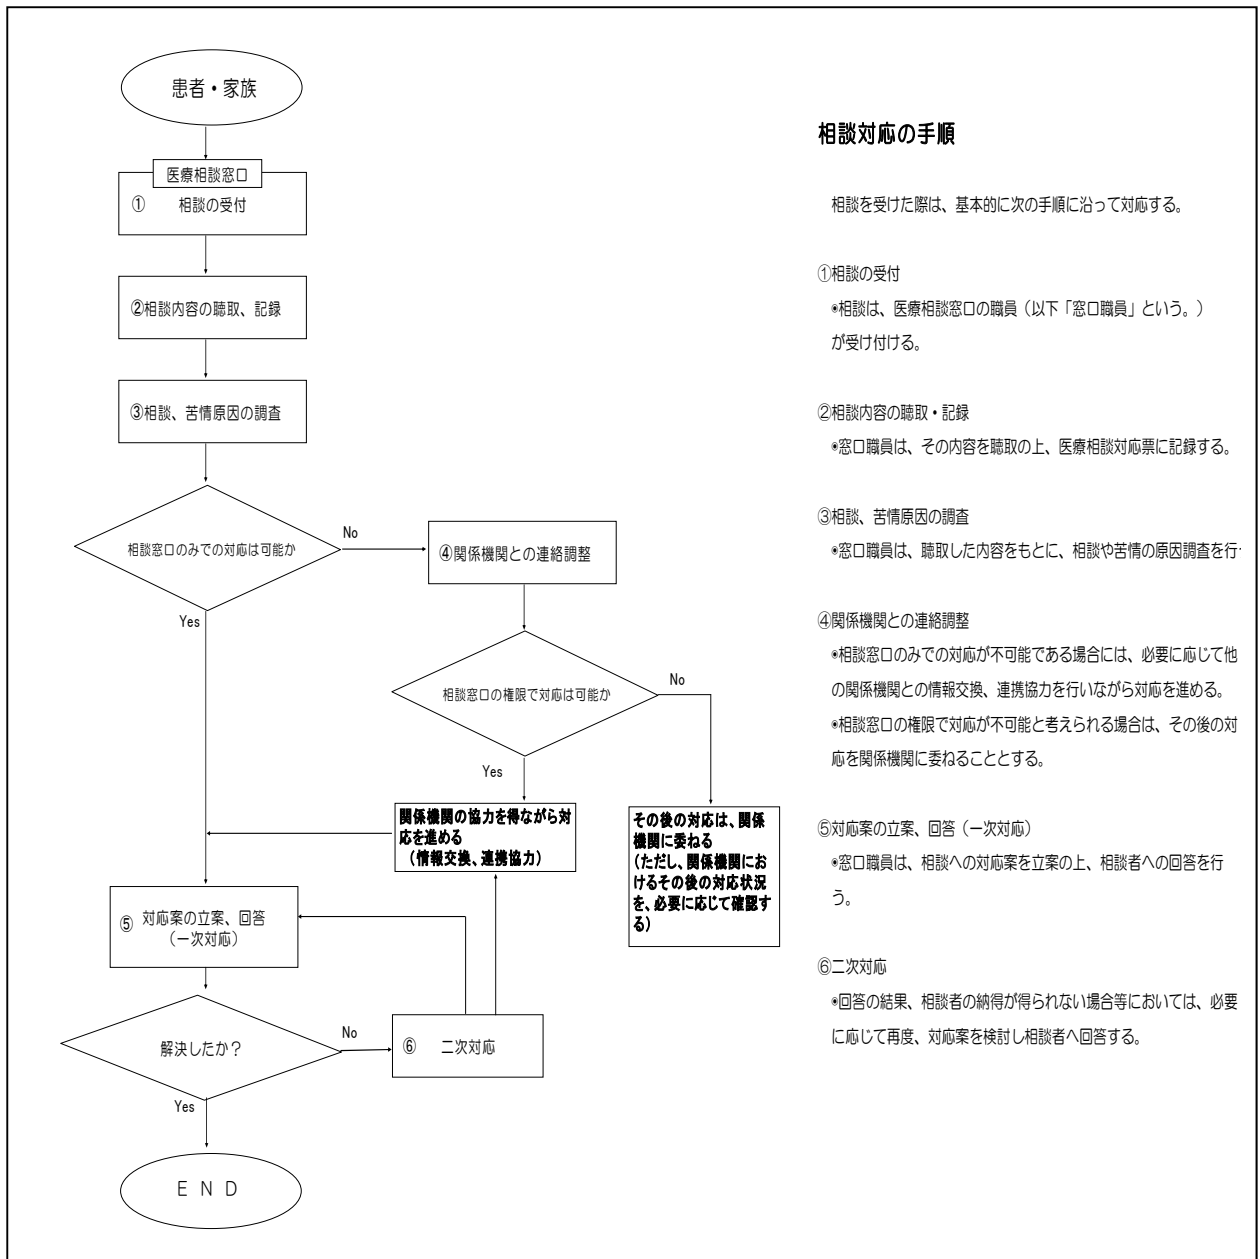 患者・家族
医療相談窓口
① 相談の受付
②相談内容の聴取、記録
③相談、苦情原因の調査
相談窓口のみでの対応は可能か
No
Yes
④関係機関との連絡調整
相談窓口の権限で対応は可能か
No
Yes
関係機関の協力を得ながら対
応を進める
（情報交換、連携協力）
その後の対応は、関係
機関に委ねる
（ただし、関係機関にお
けるその後の対応状況
を、必要に応じて確認す
る）
⑤ 対応案の立案、回答
（一次対応）
解決したか？
No
Yes
⑥ 二次対応
ＥＮＤ
相談対応の手順
相談を受けた際は、基本的に次の手順に沿って対応する。
①相談の受付
◉相談は、医療相談窓口の職員（以下「窓口職員」という。）
が受け付ける。
②相談内容の聴取・記録
◉窓口職員は、その内容を聴取の上、医療相談対応票に記録する。
③相談、苦情原因の調査
◉窓口職員は、聴取した内容をもとに、相談や苦情の原因調査を行
④関係機関との連絡調整
◉相談窓口のみでの対応が不可能である場合には、必要に応じて他
の関係機関との情報交換、連携協力を行いながら対応を進める。
◉相談窓口の権限で対応が不可能と考えられる場合は、その後の対
応を関係機関に委ねることとする。
⑤対応案の立案、回答（一次対応）
◉窓口職員は、相談への対応案を立案の上、相談者への回答を行
う。
⑥二次対応
◉回答の結果、相談者の納得が得られない場合等においては、必要
に応じて再度、対応案を検討し相談者へ回答する。